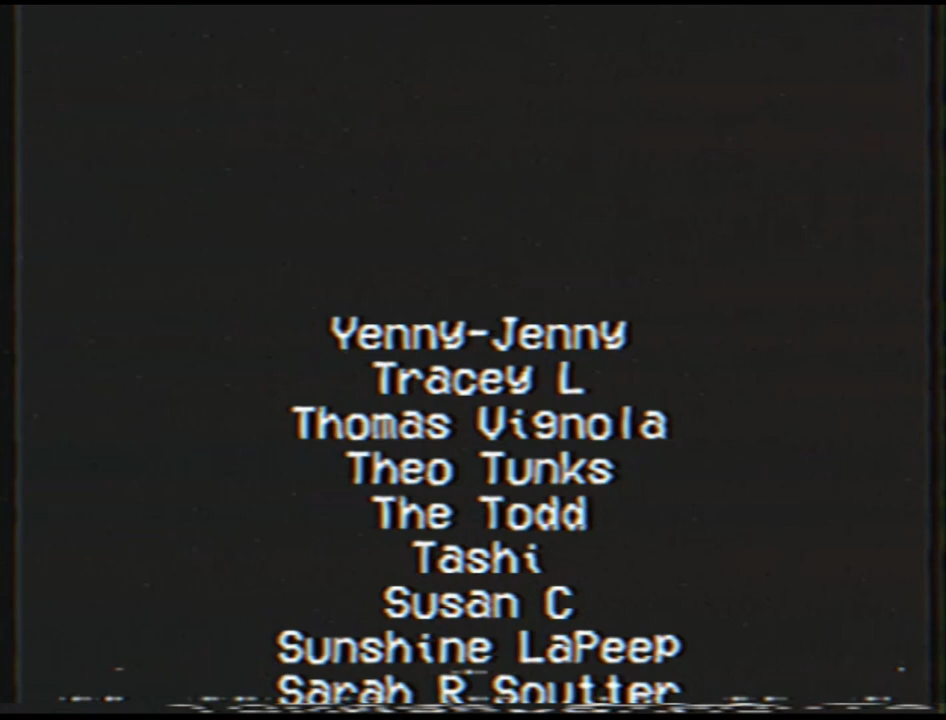 Yenny-Jenny
Tracey L
Thomas Vignola
Theo Tunks
The Todd
Tashi
Susan C
Sunshine LaPeep
Sarah R Soutter